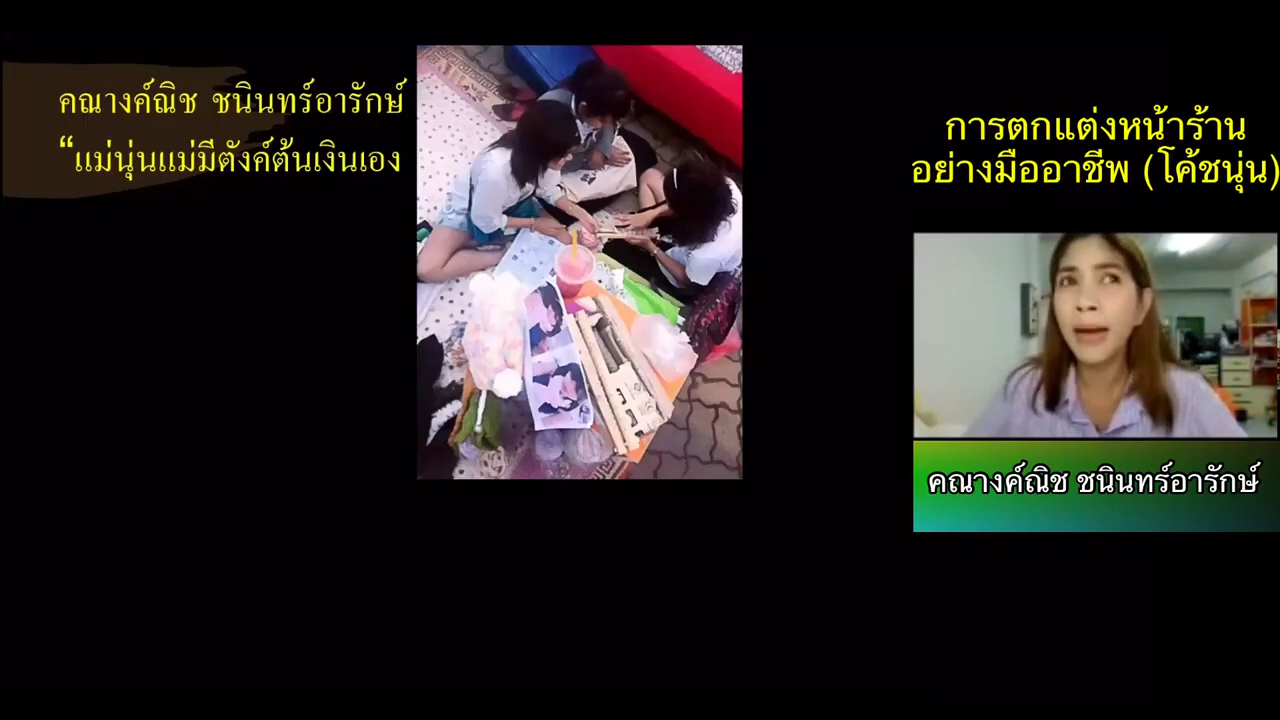 คณางค์ณิช ชนินทร์อารักษ์
“แม่นุ่นแม่มีตังค์ต้นเงินเอง
การตกแต่งหน้าร้าน
อย่างมืออาชีพ (โค้ชนุ่น)
คณางค์ณิช ชนินทร์อารักษ์